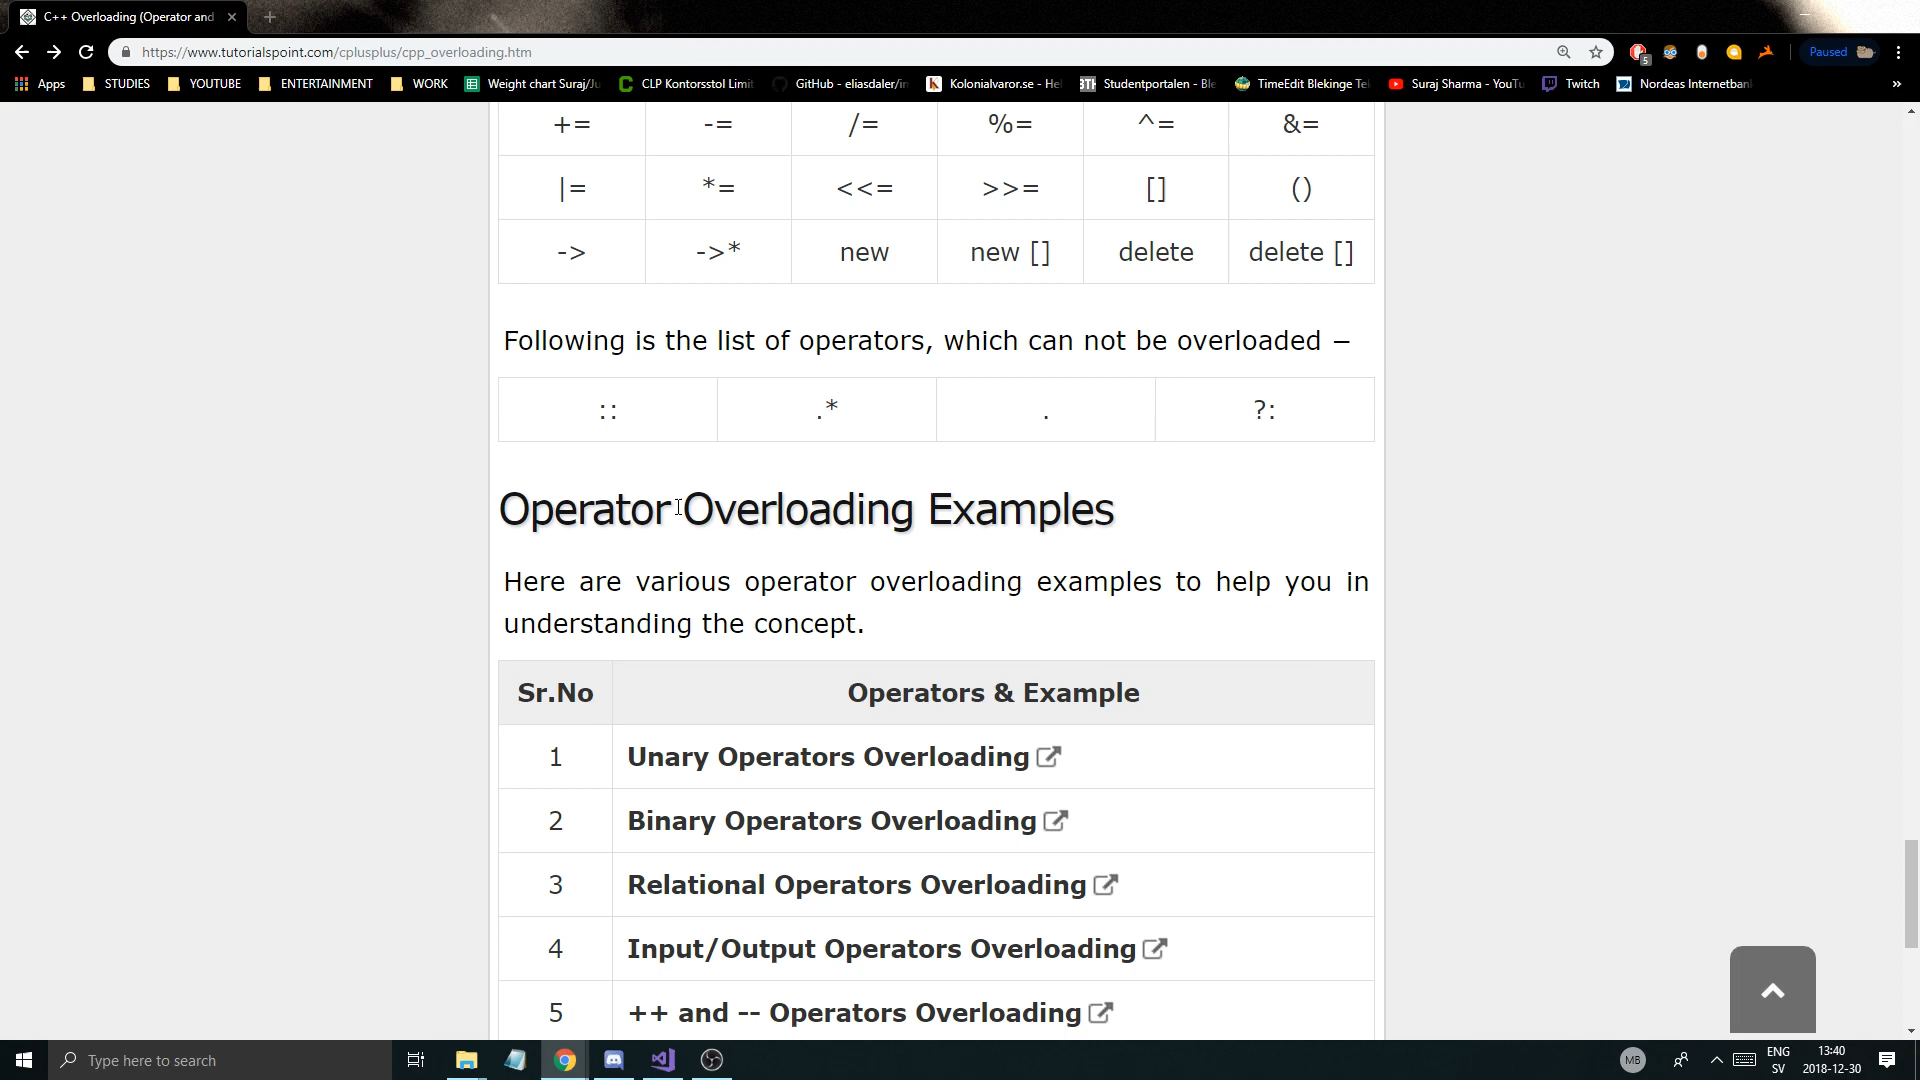 C++ Overloading (Operator and
https://www.tutorialspoint.com/cplusplus/cpp_overloading.htm
5
Paused
Apps STUDIES YOUTUBE ENTERTAINMENT WORK Weight chart Suraj/Ju CLP Kontorsstol Limit GitHub - eliasdaler/im Kolonialvaror.se - Hel BTH Studentportalen - Ble TimeEdit Blekinge Tek Suraj Sharma - YouTu Twitch Nordeas Internetbank »
+= -= /= %= ^= &=
|= *= <<= >>= [] ()
-> ->* new new [] delete delete []
Following is the list of operators, which can not be overloaded −
:: .* . ?:
Operator Overloading Examples
Here are various operator overloading examples to help you in
understanding the concept.
Sr.No Operators & Example
1 Unary Operators Overloading
2 Binary Operators Overloading
3 Relational Operators Overloading
4 Input/Output Operators Overloading
5 ++ and -- Operators Overloading
Type here to search
MB
ENG
SV
13:40
2018-12-30